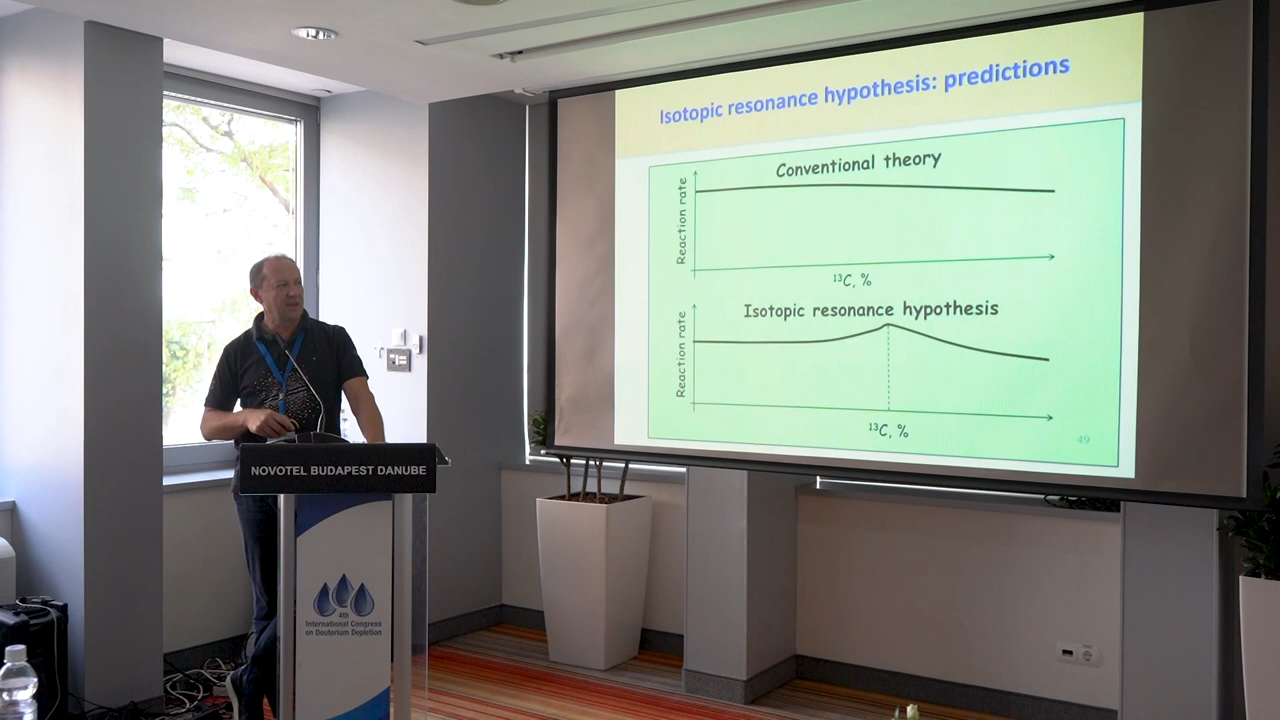 Isotopic resonance hypothesis: predictions
Conventional theory
Reaction rate
¹³C, %
Isotopic resonance hypothesis
Reaction rate
¹³C, %
49
NOVOTEL BUDAPEST DANUBE
4th
International Congress
on Deuterium Depletion